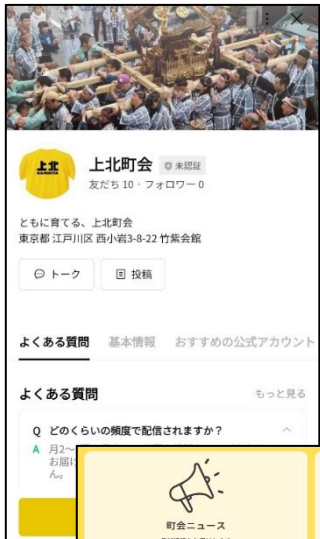 上北
上北町会 未認証
友だち 10・フォロワー 0
ともに育てる、上北町会
東京都 江戸川区 西小岩3-8-22 竹紫会館
トーク 投稿
よくある質問 基本情報 おすすめの公式アカウント
よくある質問 もっと見る
Q どのくらいの頻度で配信されますか？
A 月2～
お届け
ん。
町会ニュース